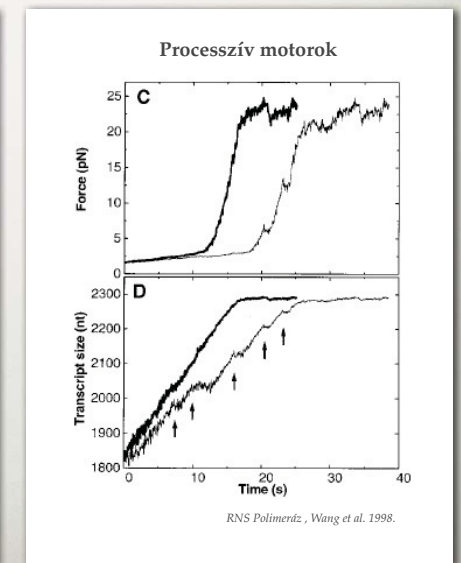 Processzív motorok
C
25
20
15
10
5
0
Force (pN)
D
2300
2200
2100
2000
1900
1800
Transcript size (nt)
0 10 20 30 40
Time (s)
RNS Polimeráz , Wang et al. 1998.